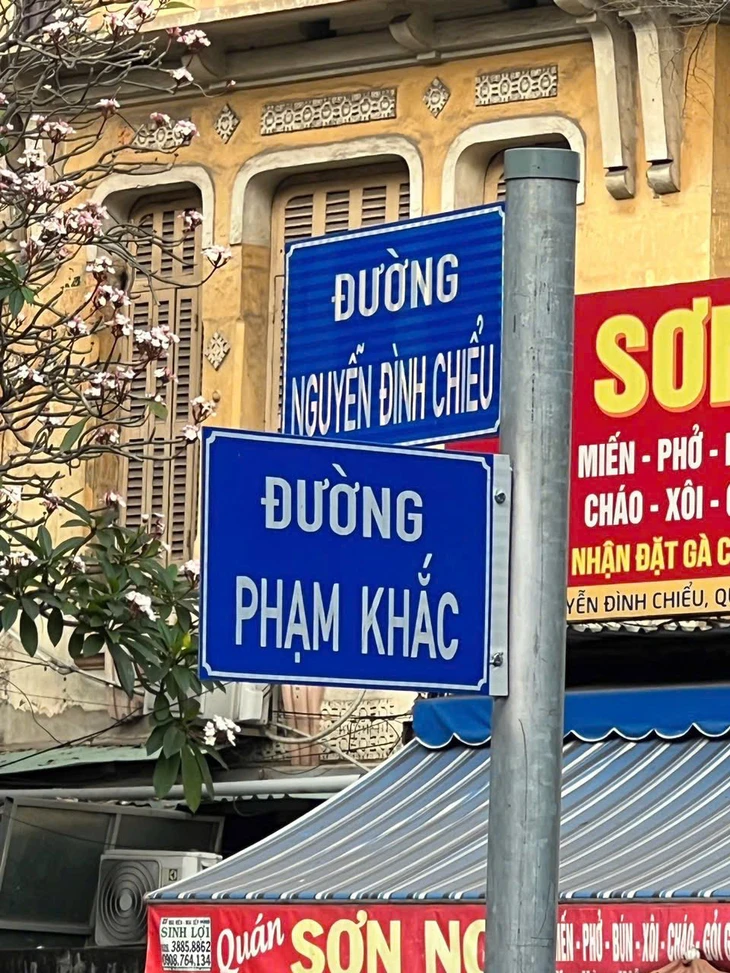 ĐƯỜNG
NGUYỄN ĐÌNH CHIỂU
ĐƯỜNG
PHẠM KHẮC
SƠN
MIẾN - PHỞ -
CHÁO - XÔI -
NHẬN ĐẶT GÀ
YỄN ĐÌNH CHIỂU,
SINH LỢI
3885.8862
0908.764.134
Quán SƠN NG
- PHỞ - BÚN - XÔI - CHÁO - GỎI